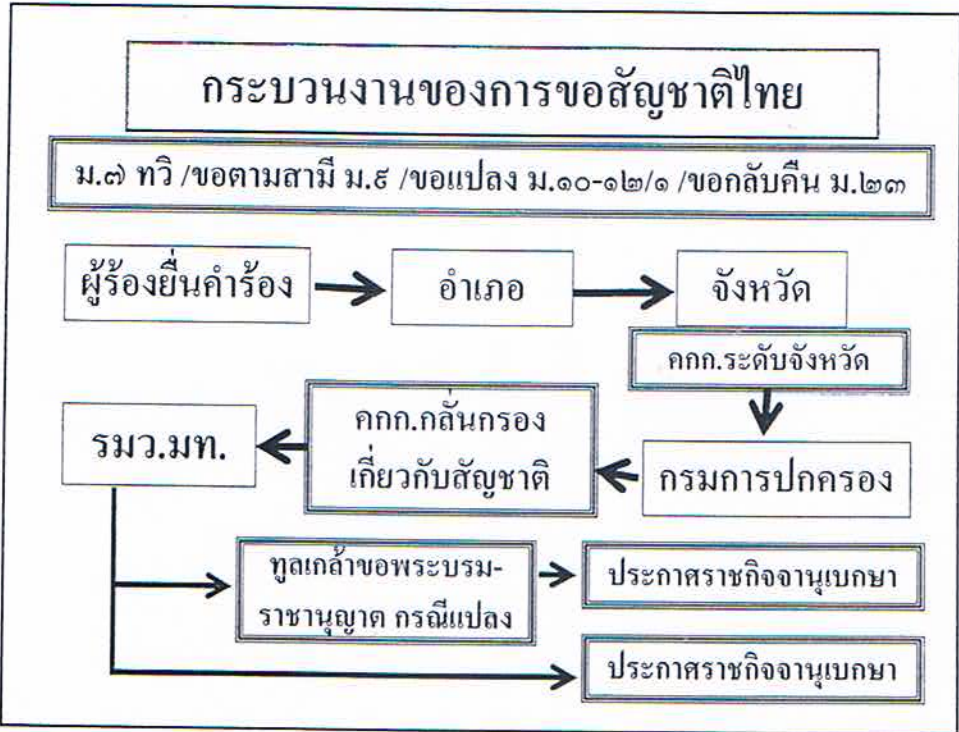 กระบวนงานของการขอสัญชาติไทย
ม.๗ ทวิ /ขอตามสามี ม.๙ /ขอแปลง ม.๑๐-๑๒/๑ /ขอกลับคืน ม.๒๓
ผู้ร้องยื่นคำร้อง
อำเภอ
จังหวัด
คกก.ระดับจังหวัด
กรมการปกครอง
คกก.กลั่นกรอง
เกี่ยวกับสัญชาติ
รมว.มท.
ทูลเกล้าขอพระบรม-
ราชานุญาต กรณีแปลง
ประกาศราชกิจจานุเบกษา
ประกาศราชกิจจานุเบกษา